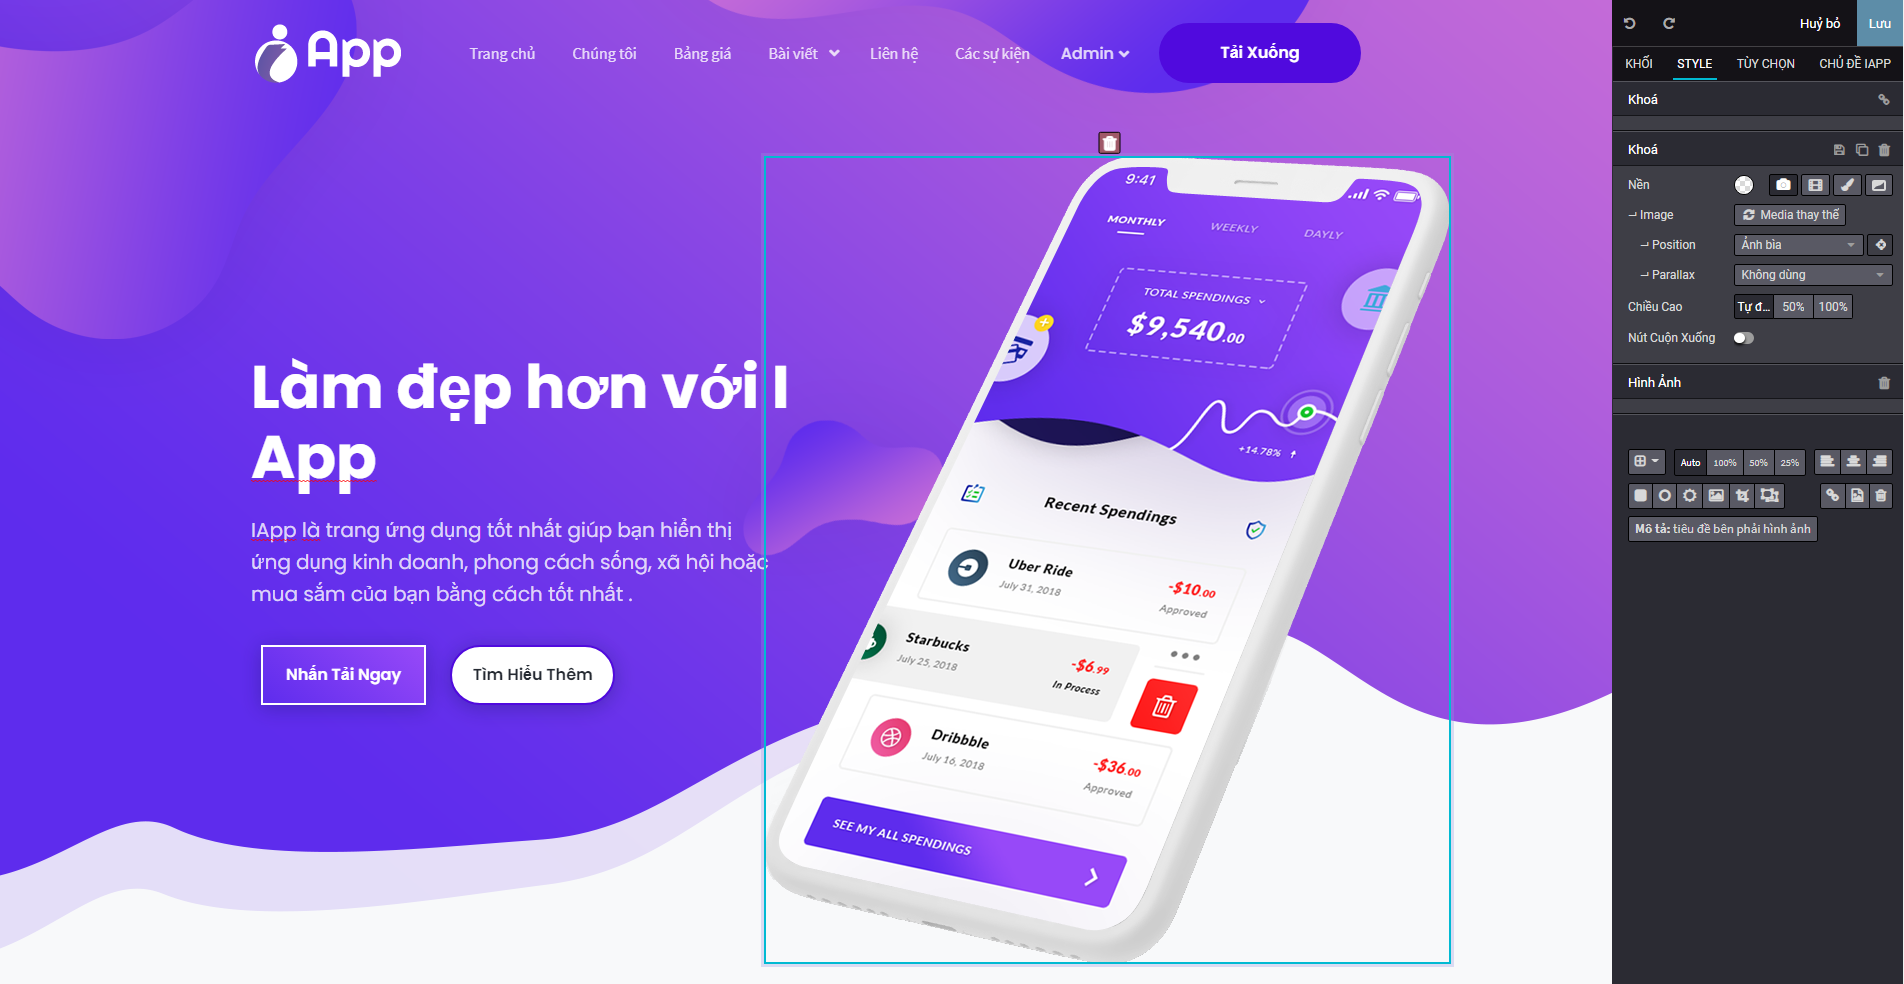 App
Trang chủ
Chúng tôi
Bảng giá
Bài viết
Liên hệ
Các sự kiện
Admin
Tải Xuống
Làm đẹp hơn với I
App
IApp là trang ứng dụng tốt nhất giúp bạn hiển thị
ứng dụng kinh doanh, phong cách sống, xã hội hoặc
mua sắm của bạn bằng cách tốt nhất .
Nhấn Tải Ngay
Tìm Hiểu Thêm
9:41
MONTHLY
WEEKLY
DAYLY
TOTAL SPENDINGS
$9,540.00
+14.78%
Recent Spendings
Uber Ride
July 31, 2018
-$10.00
Approved
Starbucks
July 25, 2018
-$6.99
In Process
Dribbble
July 16, 2018
-$36.00
Approved
SEE MY ALL SPENDINGS
Huỷ bỏ
Lưu
KHỐI
STYLE
TÙY CHỌN
CHỦ ĐỀ IAPP
Khoá
Khoá
Nền
Image
Media thay thế
Position
Ảnh bìa
Parallax
Không dùng
Chiều Cao
Tự đ...
50%
100%
Nút Cuộn Xuống
Hình Ảnh
Auto
100%
50%
25%
Mô tả: tiêu đề bên phải hình ảnh